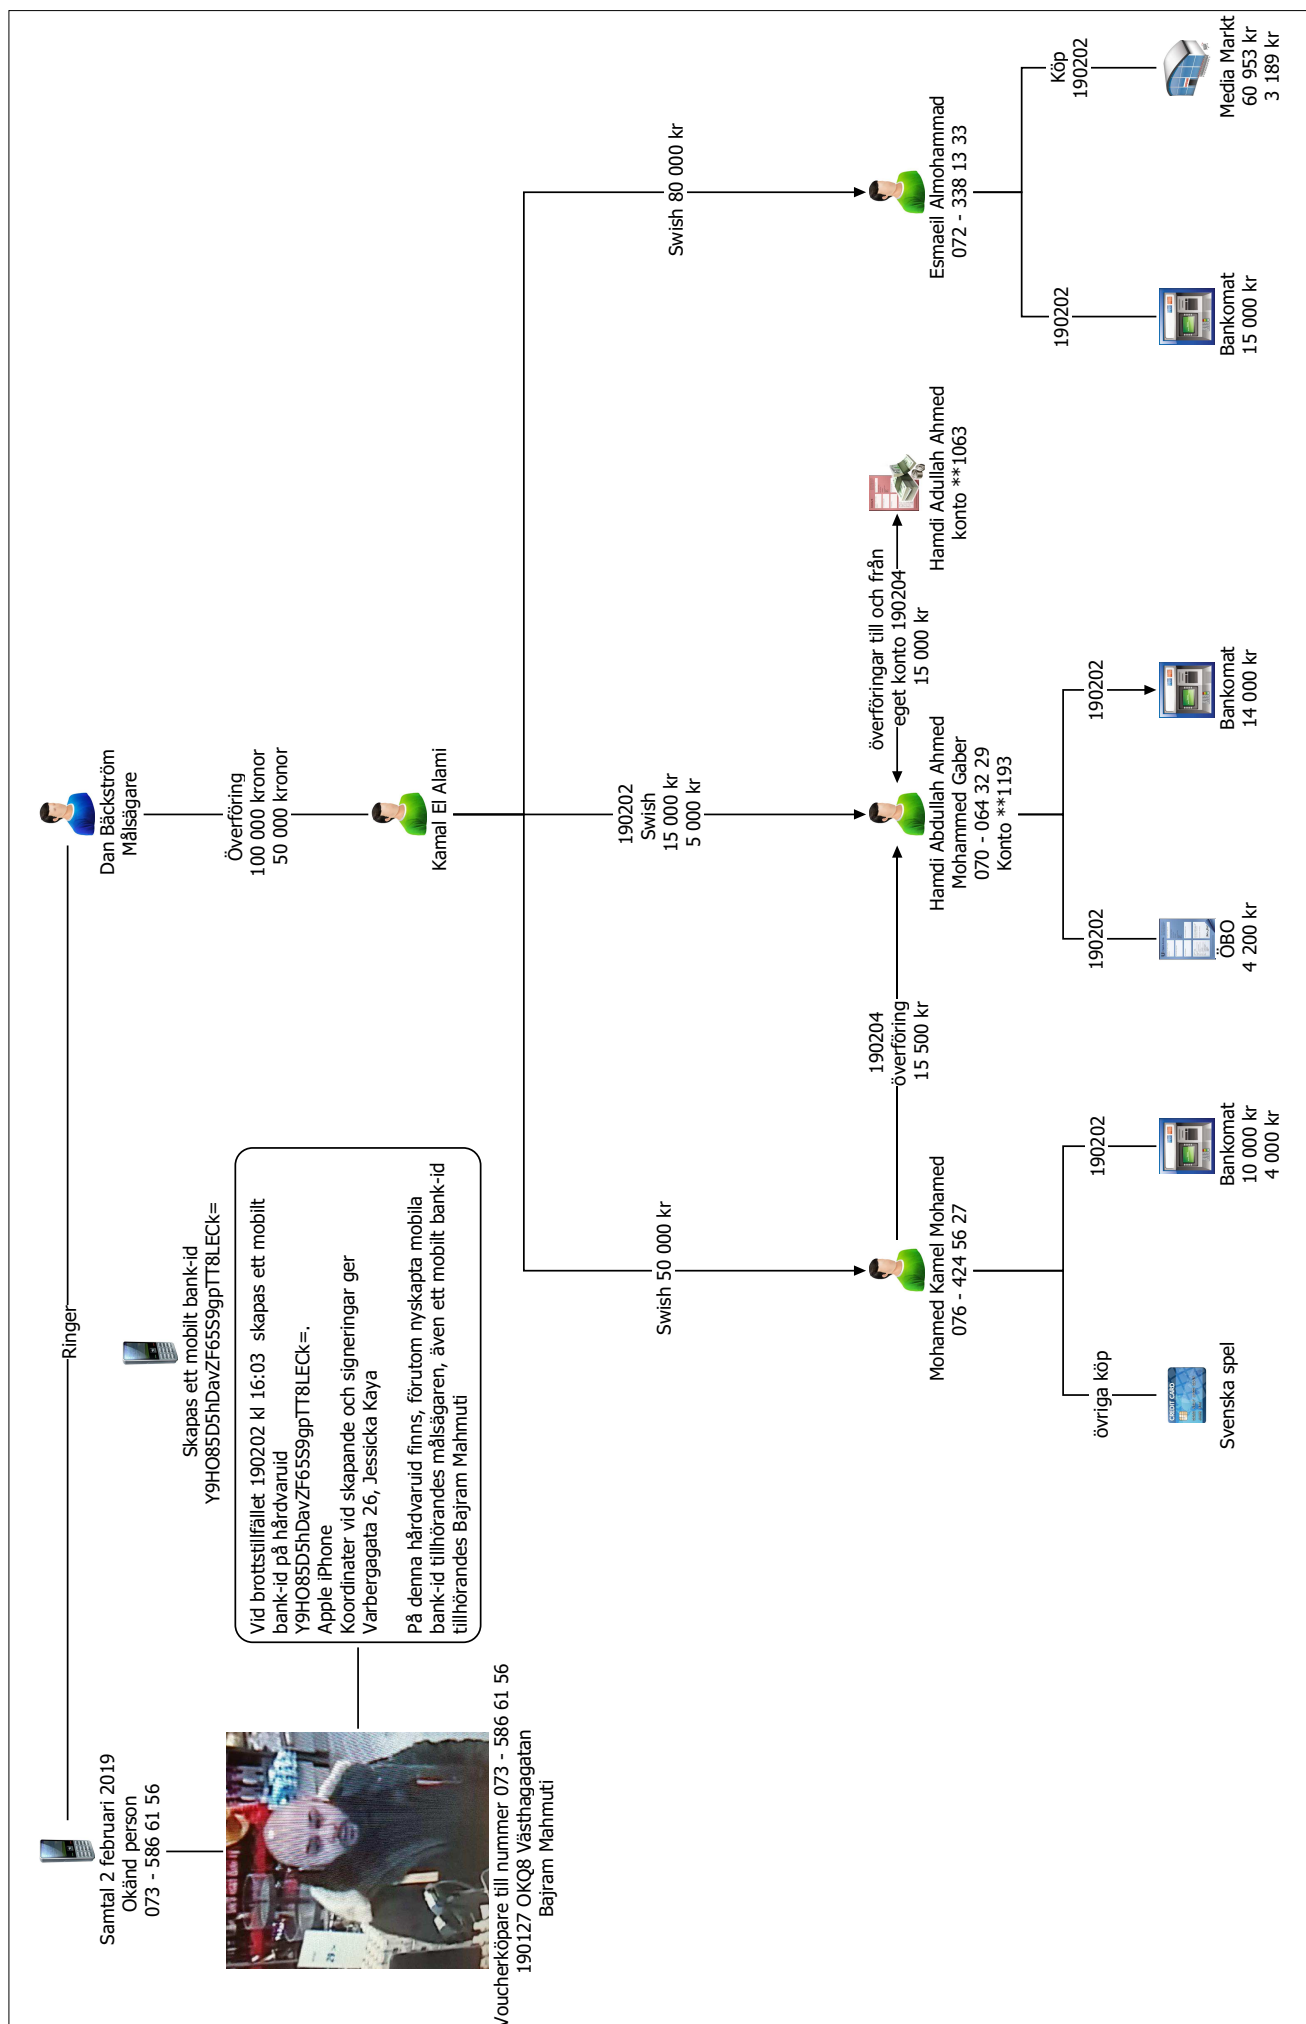 Ringer
Samtal 2 februari 2019
Okänd person
073 - 586 61 56
Skapas ett mobilt bank-id
Y9HO85D5hDavZF65S9gpTT8LECk=
Dan Bäckström
Målsägare
Vid brottstillfället 190202 kl 16:03 skapas ett mobilt
bank-id på hårdvaruid
Y9HO85D5hDavZF65S9gpTT8LECk=.
Apple iPhone
Koordinater vid skapande och signeringar ger
Varbergagata 26, Jessicka Kaya
På denna hårdvaruid finns, förutom nyskapta mobila
bank-id tillhörandes målsägaren, även ett mobilt bank-id
tillhörandes Bajram Mahmuti
Voucherköpare till nummer 073 - 586 61 56
190127 OKQ8 Västhagagatan
Bajram Mahmuti
Överföring
100 000 kronor
50 000 kronor
Kamal El Alami
Swish 50 000 kr
190202
Swish
15 000 kr
5 000 kr
Swish 80 000 kr
Mohamed Kamel Mohamed
076 - 424 56 27
190204
överföring
15 500 kr
Hamdi Abdullah Ahmed
Mohammed Gaber
070 - 064 32 29
Konto **1193
överföringar till och från
eget konto 190204
15 000 kr
Hamdi Adullah Ahmed
konto **1063
Esmaeil Almohammad
072 - 338 13 33
övriga köp
190202
190202
190202
190202
Köp
190202
CREDIT CARD
Svenska spel
Bankomat
10 000 kr
4 000 kr
ÖBO
4 200 kr
Bankomat
14 000 kr
Bankomat
15 000 kr
Media Markt
60 953 kr
3 189 kr